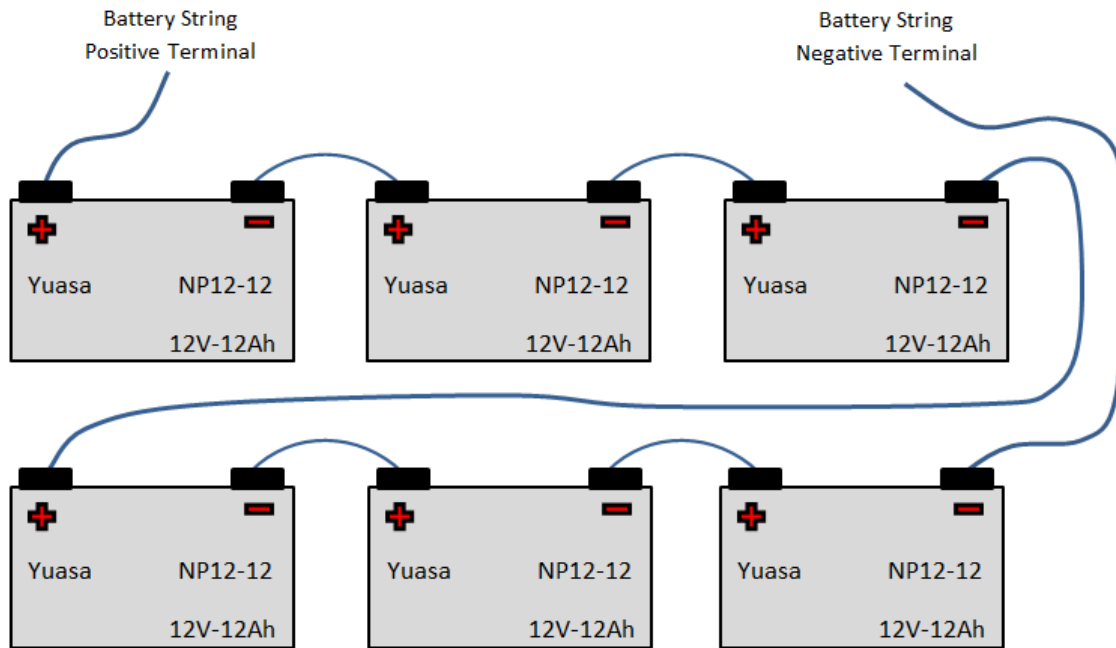 Battery String
Positive Terminal
Battery String
Negative Terminal
+ −
+ −
+ −
Yuasa NP12-12
Yuasa NP12-12
Yuasa NP12-12
12V-12Ah
12V-12Ah
12V-12Ah
+ −
+ −
+ −
Yuasa NP12-12
Yuasa NP12-12
Yuasa NP12-12
12V-12Ah
12V-12Ah
12V-12Ah